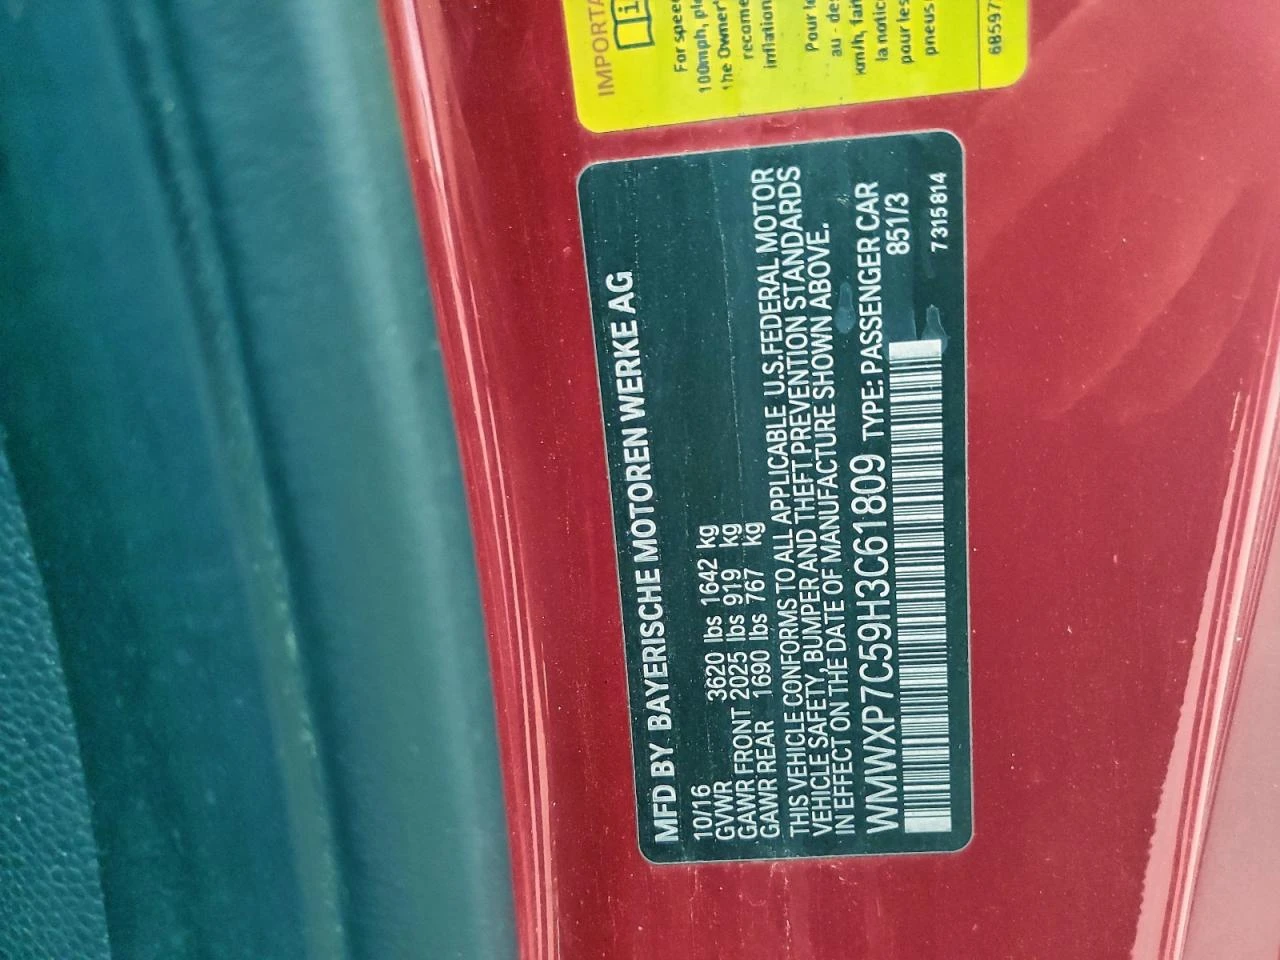 MFD BY BAYERISCHE MOTOREN WERKE AG
10/16
GVWR 3620 lbs 1642 kg
GAWR FRONT 2025 lbs 919 kg
GAWR REAR 1690 lbs 767 kg
THIS VEHICLE CONFORMS TO ALL APPLICABLE U.S.FEDERAL MOTOR
VEHICLE SAFETY, BUMPER AND THEFT PREVENTION STANDARDS
IN EFFECT ON THE DATE OF MANUFACTURE SHOWN ABOVE.
WMWXP7C59H3C61809 TYPE: PASSENGER CAR
851/3
7315814
IMPORTA
For spee
100mph, pl
the Owner'
recome
inflation
Pour le
au - de
km/h, fai
la notic
pour les
pneus
68597